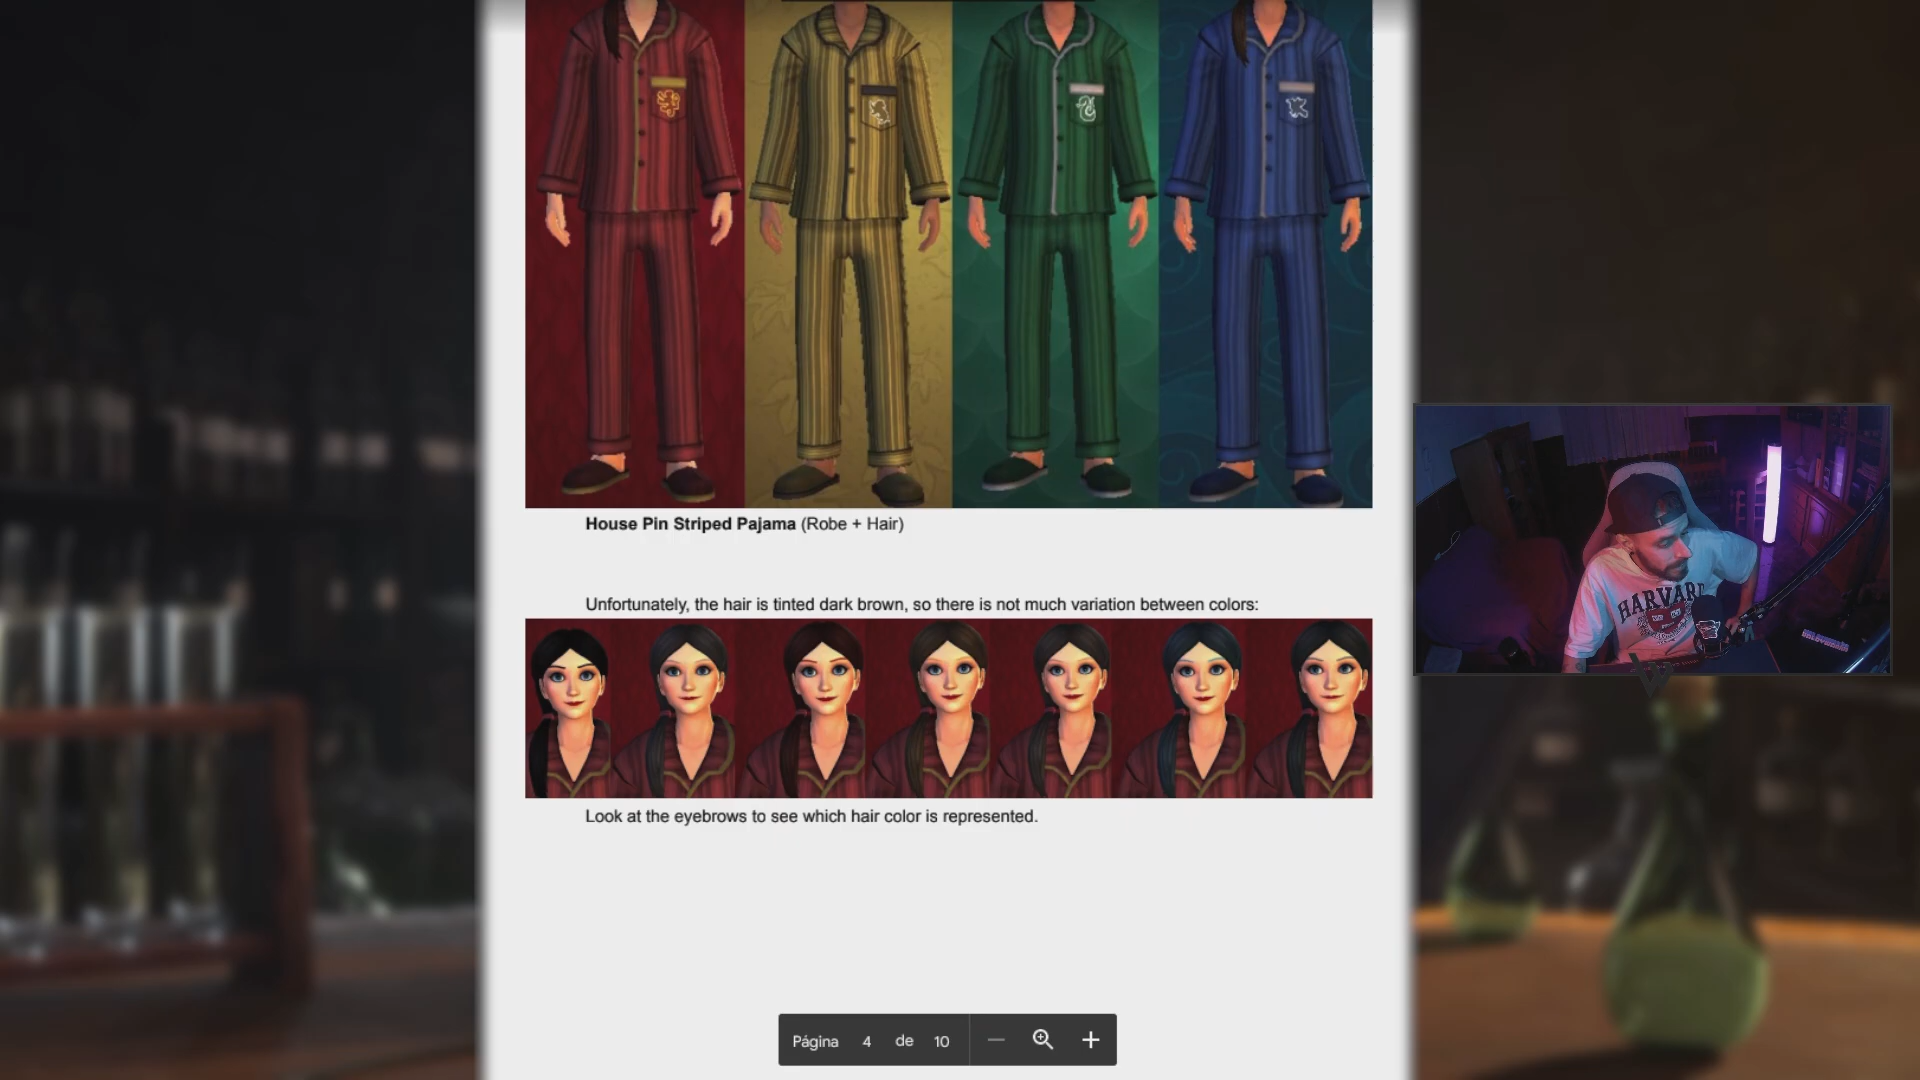 House Pin Striped Pajama (Robe + Hair)
Unfortunately, the hair is tinted dark brown, so there is not much variation between colors:
HARVARD
Look at the eyebrows to see which hair color is represented.
Página 4 de 10